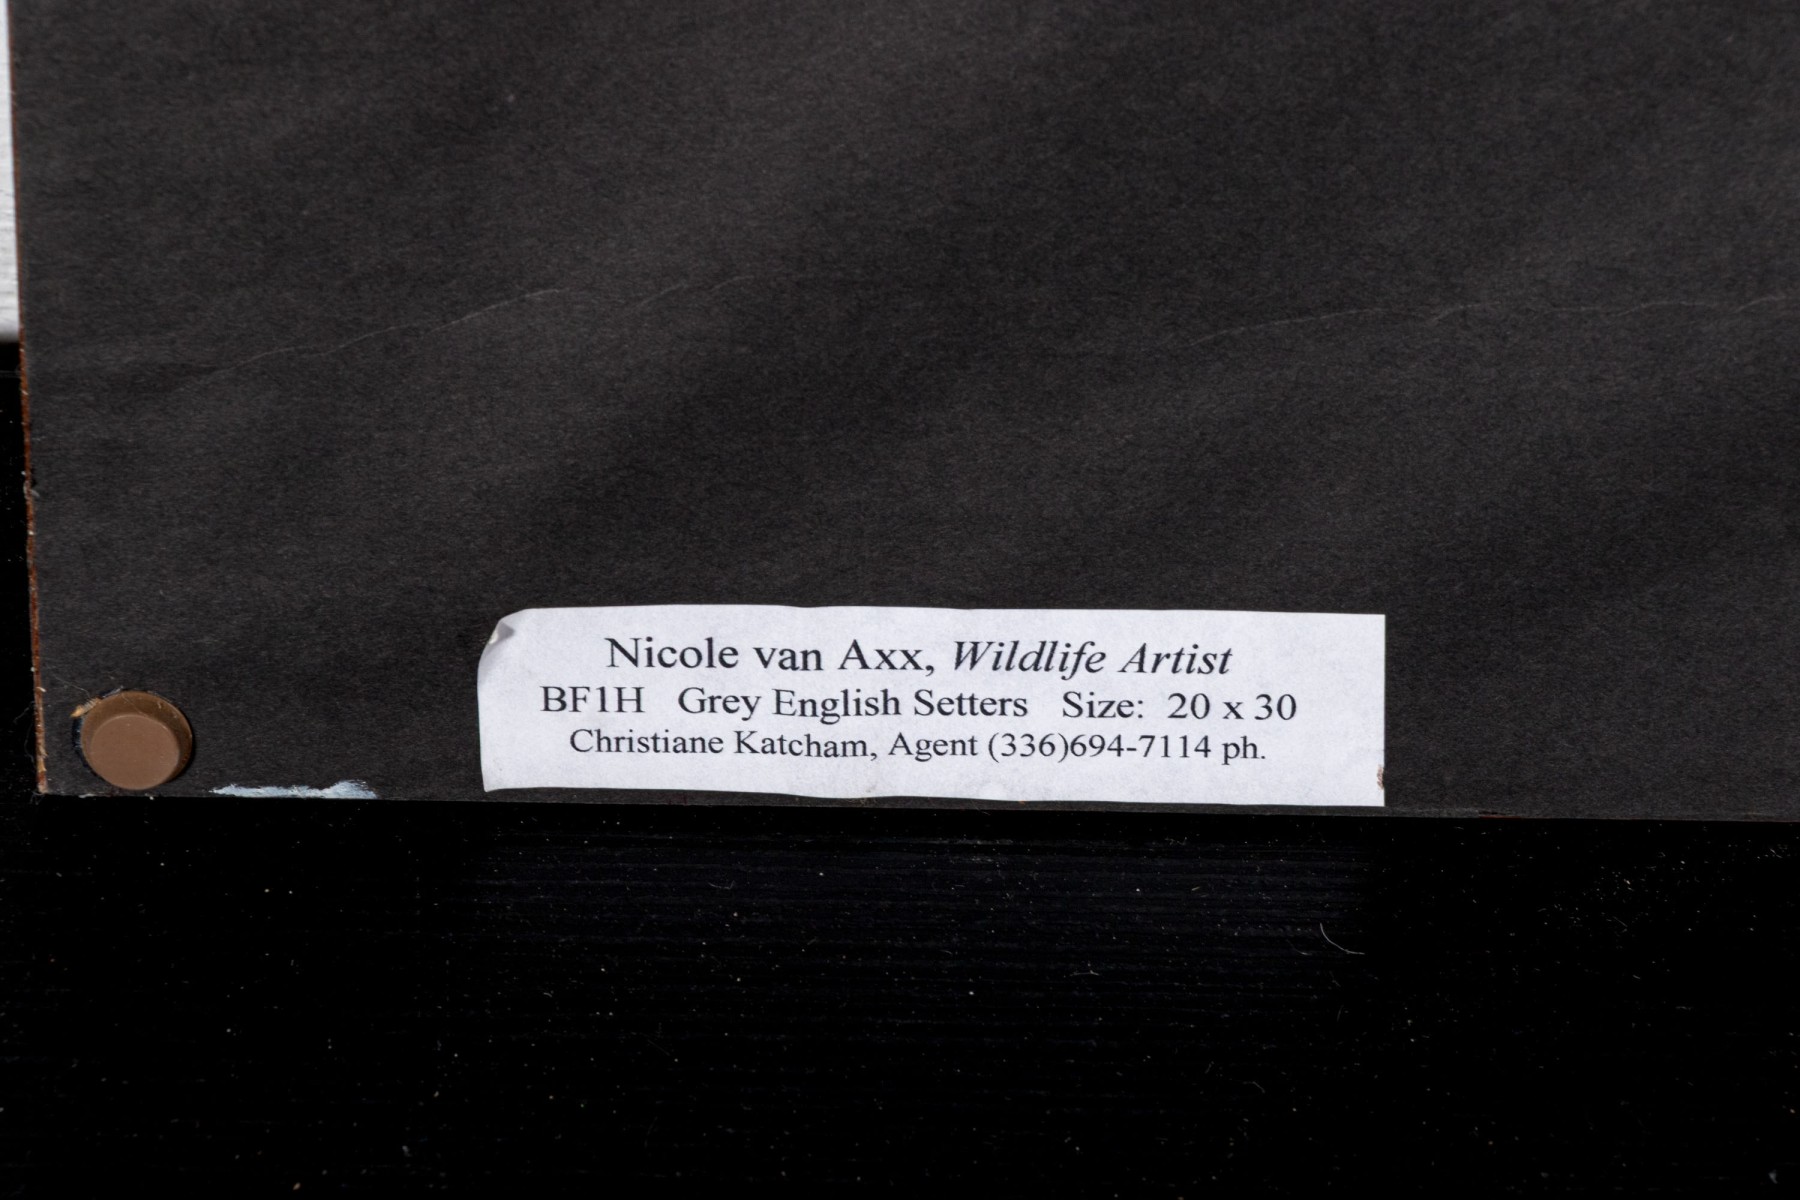 Nicole van Axx, Wildlife Artist
BF1H Grey English Setters Size: 20 x 30
Christiane Katcham, Agent (336)694-7114 ph.